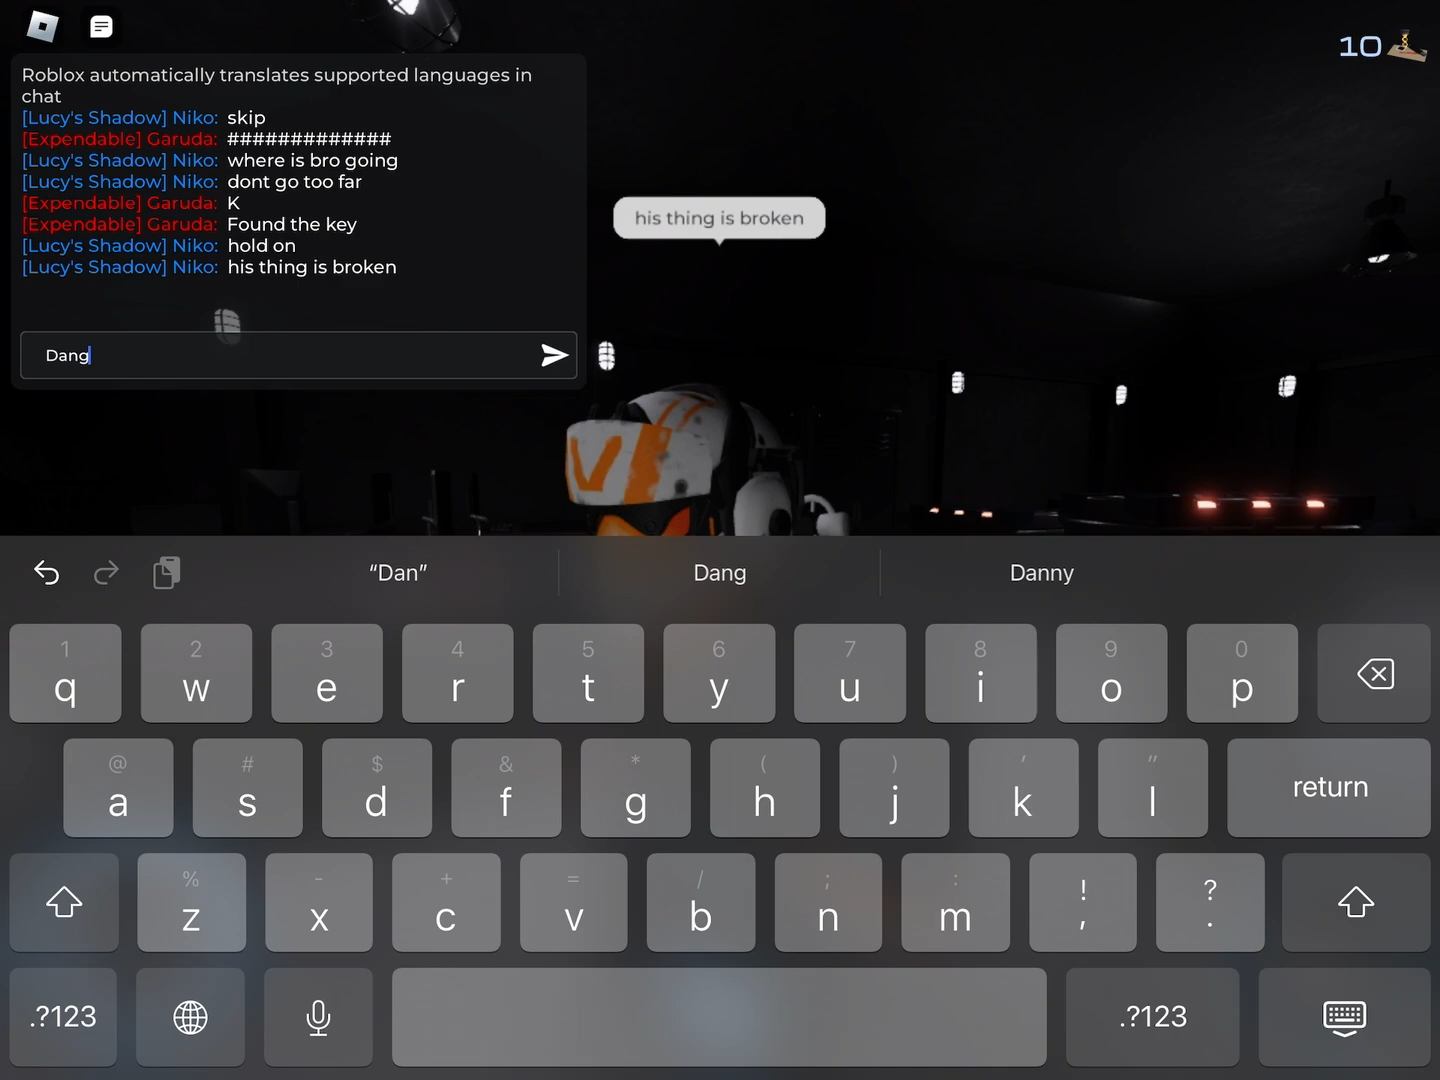 10
Roblox automatically translates supported languages in
chat
[Lucy's Shadow] Niko: skip
[Expendable] Garuda: #############
[Lucy's Shadow] Niko: where is bro going
[Lucy's Shadow] Niko: dont go too far
[Expendable] Garuda: K
[Expendable] Garuda: Found the key
[Lucy's Shadow] Niko: hold on
[Lucy's Shadow] Niko: his thing is broken
his thing is broken
Dang
“Dan” Dang Danny
1 2 3 4 5 6 7 8 9 0
q w e r t y u i o p
@ # $ & * ( ) ' "
a s d f g h j k l return
% - + = / ; : ! ?
z x c v b n m , .
.?123 .?123